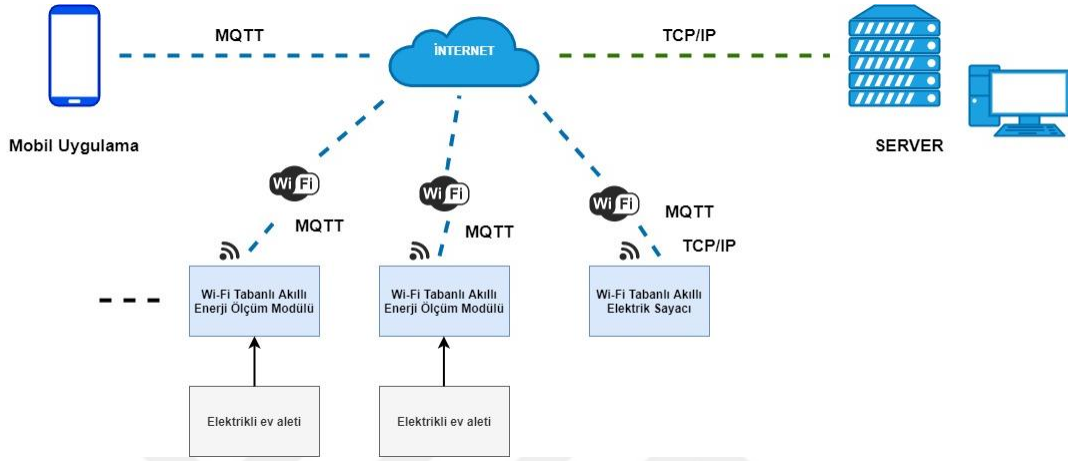 MQTT
İNTERNET
TCP/IP
Mobil Uygulama
SERVER
Wi Fi
Wi Fi
Wi Fi
MQTT
MQTT
MQTT
TCP/IP
Wi-Fi Tabanlı Akıllı
Enerji Ölçüm Modülü
Wi-Fi Tabanlı Akıllı
Enerji Ölçüm Modülü
Wi-Fi Tabanlı Akıllı
Elektrik Sayacı
Elektrikli ev aleti
Elektrikli ev aleti